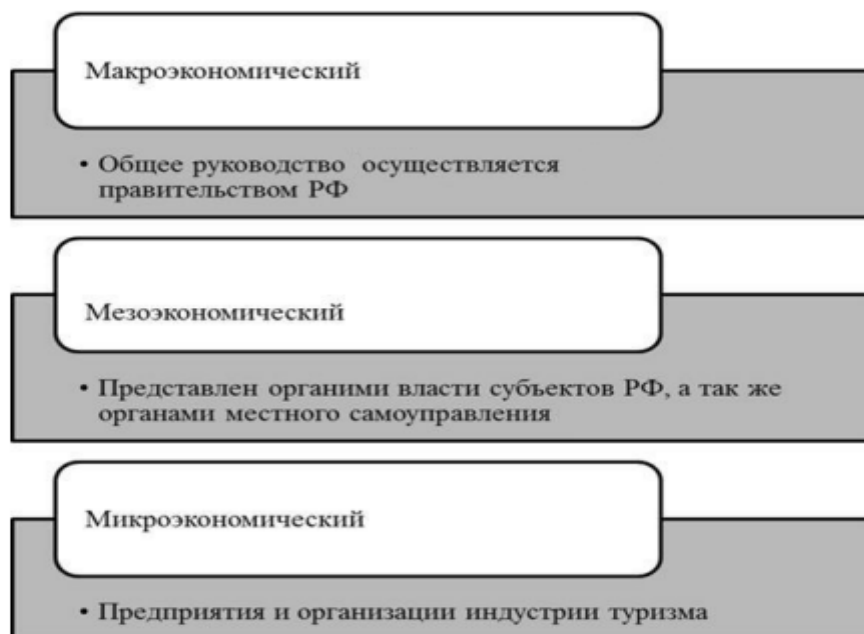 Макроэкономический
• Общее руководство осуществляется
правительством РФ
Мезоэкономический
• Представлен органими власти субъектов РФ, а так же
органами местного самоуправления
Микроэкономический
• Предприятия и организации индустрии туризма